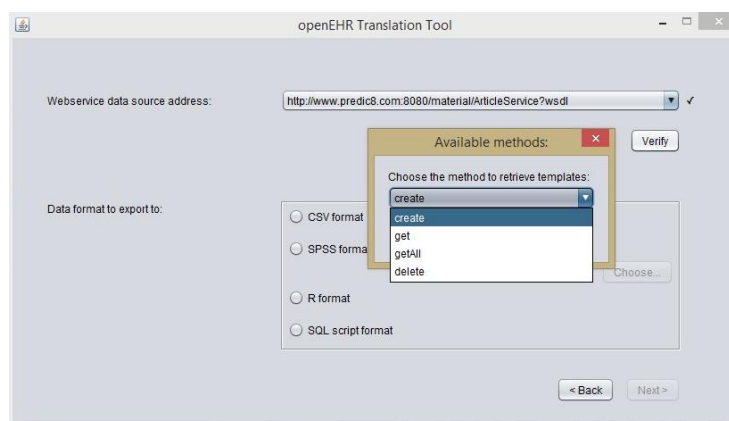 openEHR Translation Tool
Webservice data source address:
http://www.predic8.com:8080/material/ArticleService?wsdl
Available methods:
Verify
Choose the method to retrieve templates:
create
create
get
getAll
delete
Data format to export to:
CSV format
SPSS forma
Choose...
R format
SQL script format
< Back
Next >